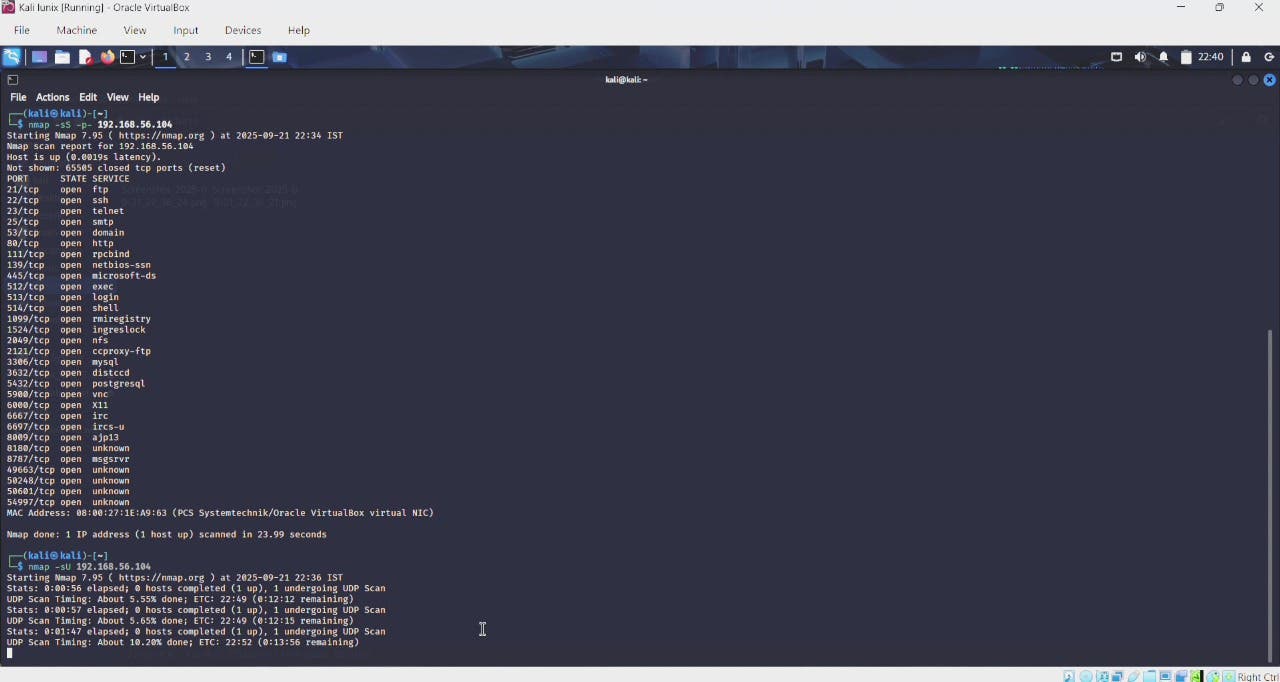 Kali lunix [Running] - Oracle VirtualBox
File Machine View Input Devices Help
1 2 3 4 22:40
kali@kali: ~
File Actions Edit View Help
┌──(kali㉿kali)-[~]
└─$ nmap -sS -p- 192.168.56.104
Starting Nmap 7.95 ( https://nmap.org ) at 2025-09-21 22:34 IST
Nmap scan report for 192.168.56.104
Host is up (0.0019s latency).
Not shown: 65505 closed tcp ports (reset)
PORT STATE SERVICE
21/tcp open ftp
22/tcp open ssh
23/tcp open telnet
25/tcp open smtp
53/tcp open domain
80/tcp open http
111/tcp open rpcbind
139/tcp open netbios-ssn
445/tcp open microsoft-ds
512/tcp open exec
513/tcp open login
514/tcp open shell
1099/tcp open rmiregistry
1524/tcp open ingreslock
2049/tcp open nfs
2121/tcp open ccproxy-ftp
3306/tcp open mysql
3632/tcp open distccd
5432/tcp open postgresql
5900/tcp open vnc
6000/tcp open X11
6667/tcp open irc
6697/tcp open ircs-u
8009/tcp open ajp13
8180/tcp open unknown
8787/tcp open msgsrvr
49663/tcp open unknown
50248/tcp open unknown
50601/tcp open unknown
54997/tcp open unknown
MAC Address: 08:00:27:1E:A9:63 (PCS Systemtechnik/Oracle VirtualBox virtual NIC)
Nmap done: 1 IP address (1 host up) scanned in 23.99 seconds
┌──(kali㉿kali)-[~]
└─$ nmap -sU 192.168.56.104
Starting Nmap 7.95 ( https://nmap.org ) at 2025-09-21 22:36 IST
Stats: 0:00:56 elapsed; 0 hosts completed (1 up), 1 undergoing UDP Scan
UDP Scan Timing: About 5.55% done; ETC: 22:49 (0:12:12 remaining)
Stats: 0:00:57 elapsed; 0 hosts completed (1 up), 1 undergoing UDP Scan
UDP Scan Timing: About 5.65% done; ETC: 22:49 (0:12:15 remaining)
Stats: 0:01:47 elapsed; 0 hosts completed (1 up), 1 undergoing UDP Scan
UDP Scan Timing: About 10.20% done; ETC: 22:52 (0:13:56 remaining)
Right Ctrl